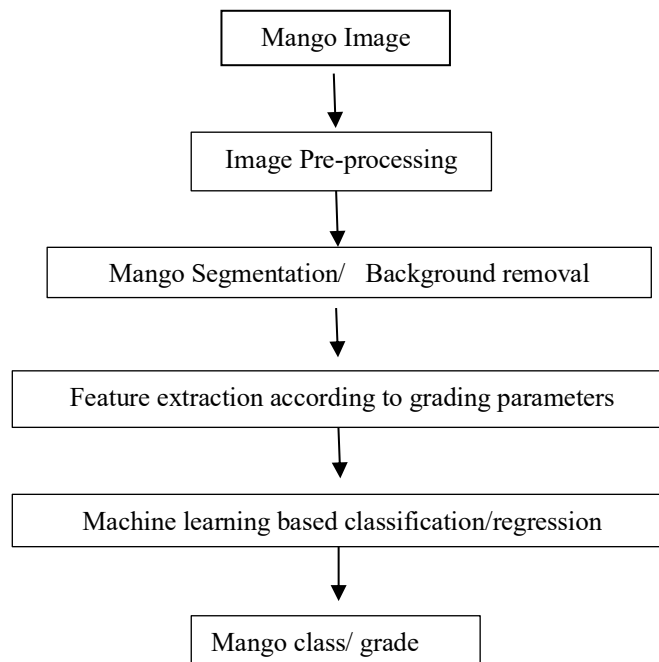 Mango Image
Image Pre-processing
Mango Segmentation/ Background removal
Feature extraction according to grading parameters
Machine learning based classification/regression
Mango class/ grade